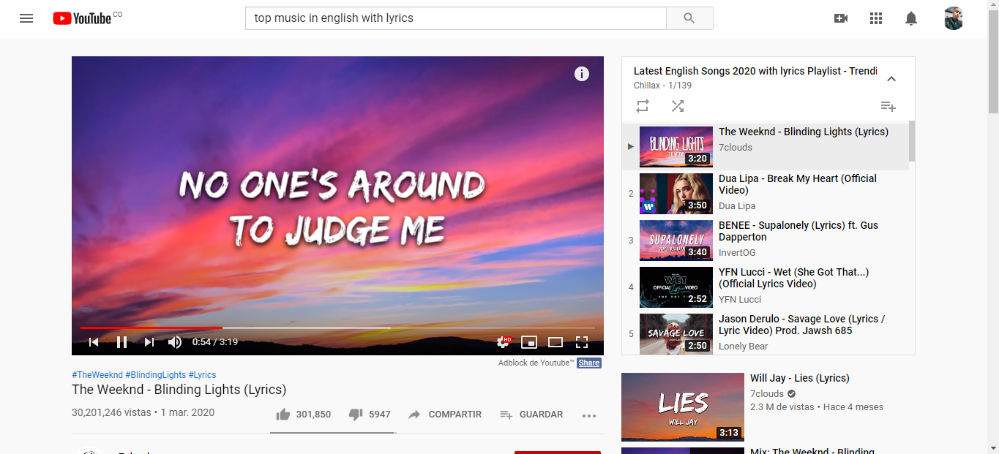 YouTube CO
top music in english with lyrics
NO ONE'S AROUND
TO JUDGE ME
0:54 / 3:19
HD
Adblock de Youtube™ Share
#TheWeeknd #BlindingLights #Lyrics
The Weeknd - Blinding Lights (Lyrics)
30,201,246 vistas • 1 mar. 2020
301,850
5947
COMPARTIR
GUARDAR
Latest English Songs 2020 with lyrics Playlist - Trendi
Chillax - 1/139
BLINDING LIGHTS
3:20
The Weeknd - Blinding Lights (Lyrics)
7clouds
2
3:50
Dua Lipa - Break My Heart (Official
Video)
Dua Lipa
3
SUPALONELY
3:40
BENEE - Supalonely (Lyrics) ft. Gus
Dapperton
InvertOG
4
WET
OFFICIAL Lyric VIDEO
2:52
YFN Lucci - Wet (She Got That...)
(Official Lyrics Video)
YFN Lucci
5
SAVAGE LOVE
2:50
Jason Derulo - Savage Love (Lyrics /
Lyric Video) Prod. Jawsh 685
Lonely Bear
LIES
WILL JAY
3:13
Will Jay - Lies (Lyrics)
7clouds
2.3 M de vistas • Hace 4 meses
Mix: The Weeknd - Blinding